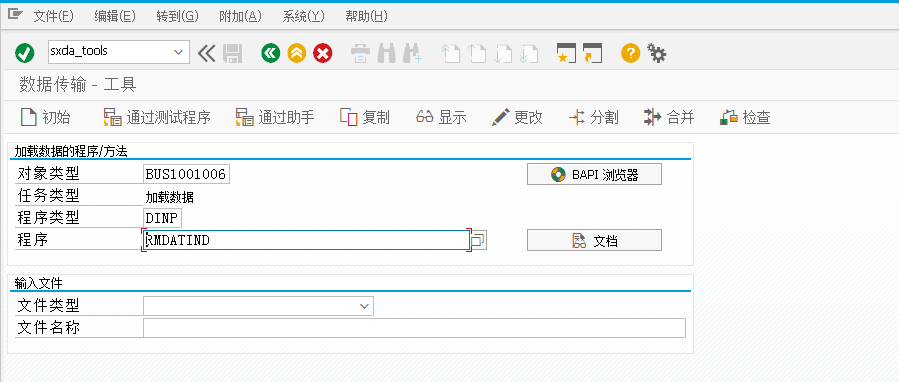 文件(F) 编辑(E) 转到(G) 附加(A) 系统(Y) 帮助(H)
sxda_tools
数据传输 - 工具
初始 通过测试程序 通过助手 复制 显示 更改 分割 合并 检查
加载数据的程序/方法
对象类型 BUS1001006 BAPI 浏览器
任务类型 加载数据
程序类型 DINP
程序 RMDATIND 文档
输入文件
文件类型
文件名称